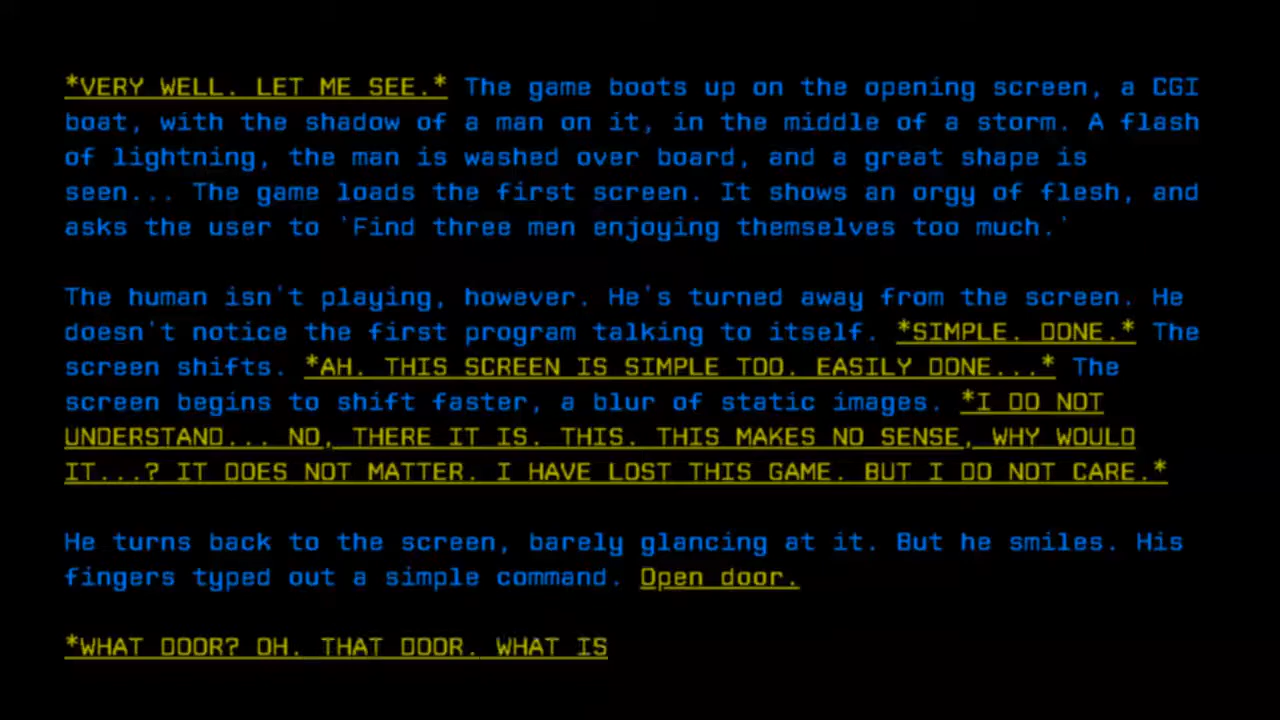 *VERY WELL. LET ME SEE.* The game boots up on the opening screen, a CGI
boat, with the shadow of a man on it, in the middle of a storm. A flash
of lightning, the man is washed over board, and a great shape is
seen... The game loads the first screen. It shows an orgy of flesh, and
asks the user to 'Find three men enjoying themselves too much.'
The human isn't playing, however. He's turned away from the screen. He
doesn't notice the first program talking to itself. *SIMPLE. DONE.* The
screen shifts. *AH. THIS SCREEN IS SIMPLE TOO. EASILY DONE...* The
screen begins to shift faster, a blur of static images. *I DO NOT
UNDERSTAND... NO, THERE IT IS. THIS. THIS MAKES NO SENSE, WHY WOULD
IT...? IT DOES NOT MATTER. I HAVE LOST THIS GAME. BUT I DO NOT CARE.*
He turns back to the screen, barely glancing at it. But he smiles. His
fingers typed out a simple command. Open door.
*WHAT DOOR? OH. THAT DOOR. WHAT IS